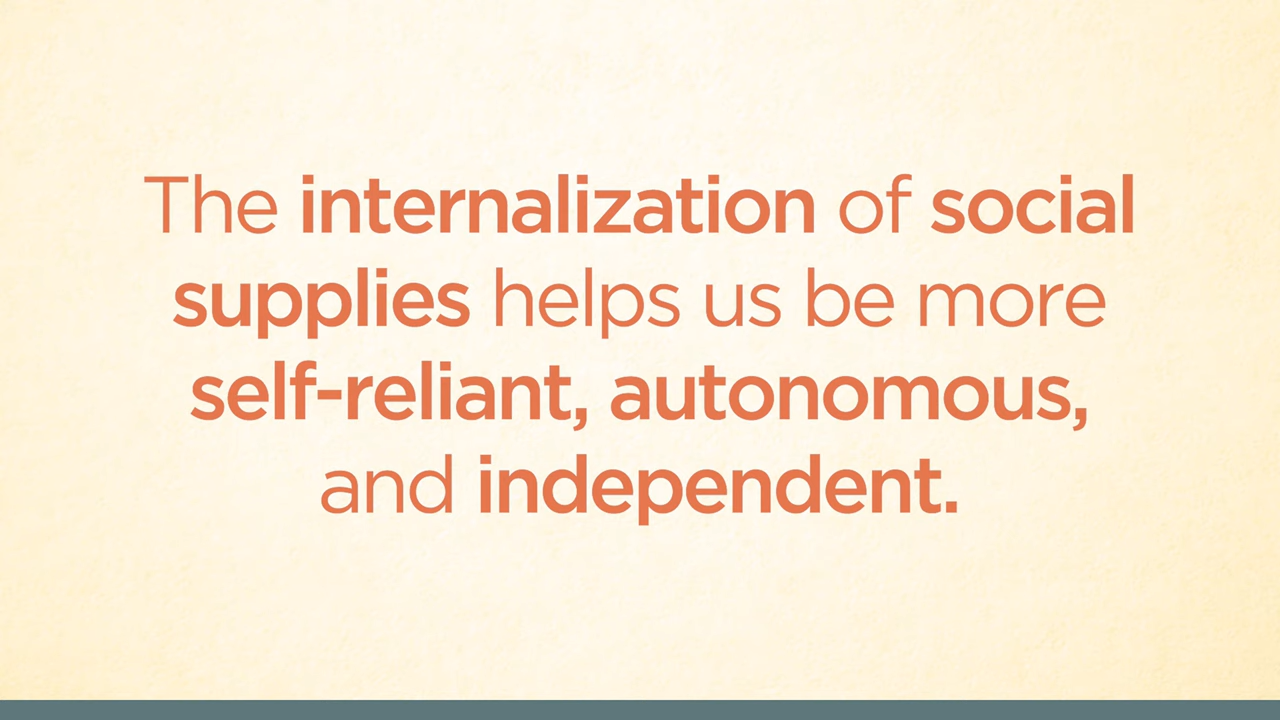 The internalization of social
supplies helps us be more
self-reliant, autonomous,
and independent.